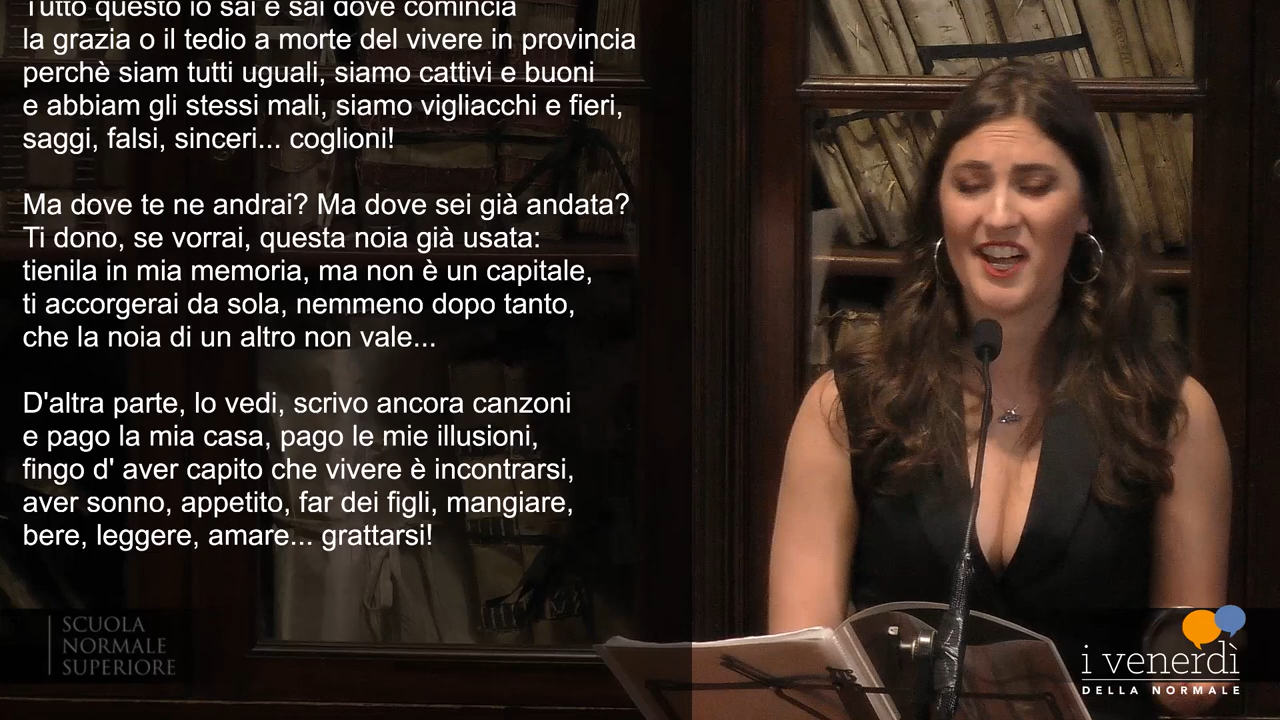 Tutto questo io sai e sai dove comincia
la grazia o il tedio a morte del vivere in provincia
perchè siam tutti uguali, siamo cattivi e buoni
e abbiam gli stessi mali, siamo vigliacchi e fieri,
saggi, falsi, sinceri... coglioni!
Ma dove te ne andrai? Ma dove sei già andata?
Ti dono, se vorrai, questa noia già usata:
tienila in mia memoria, ma non è un capitale,
ti accorgerai da sola, nemmeno dopo tanto,
che la noia di un altro non vale...
D'altra parte, lo vedi, scrivo ancora canzoni
e pago la mia casa, pago le mie illusioni,
fingo d' aver capito che vivere è incontrarsi,
aver sonno, appetito, far dei figli, mangiare,
bere, leggere, amare... grattarsi!
SCUOLA
NORMALE
SUPERIORE
i venerdì
DELLA NORMALE